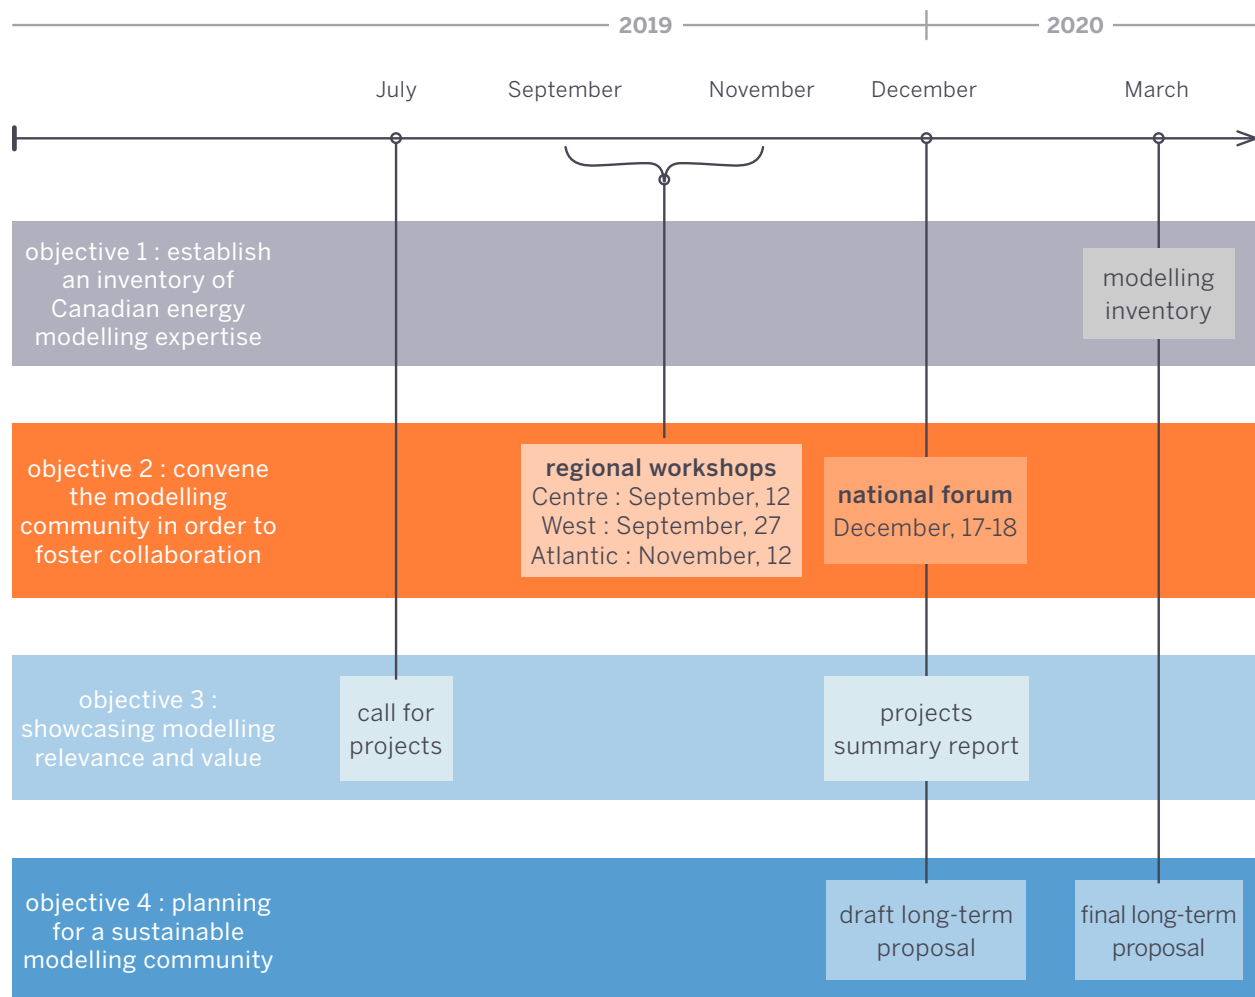 2019
2020
July
September
November
December
March
objective 1 : establish
an inventory of
Canadian energy
modelling expertise
modelling
inventory
objective 2 : convene
the modelling
community in order to
foster collaboration
regional workshops
Centre : September, 12
West : September, 27
Atlantic : November, 12
national forum
December, 17-18
objective 3 :
showcasing modelling
relevance and value
call for
projects
projects
summary report
objective 4 : planning
for a sustainable
modelling community
draft long-term
proposal
final long-term
proposal